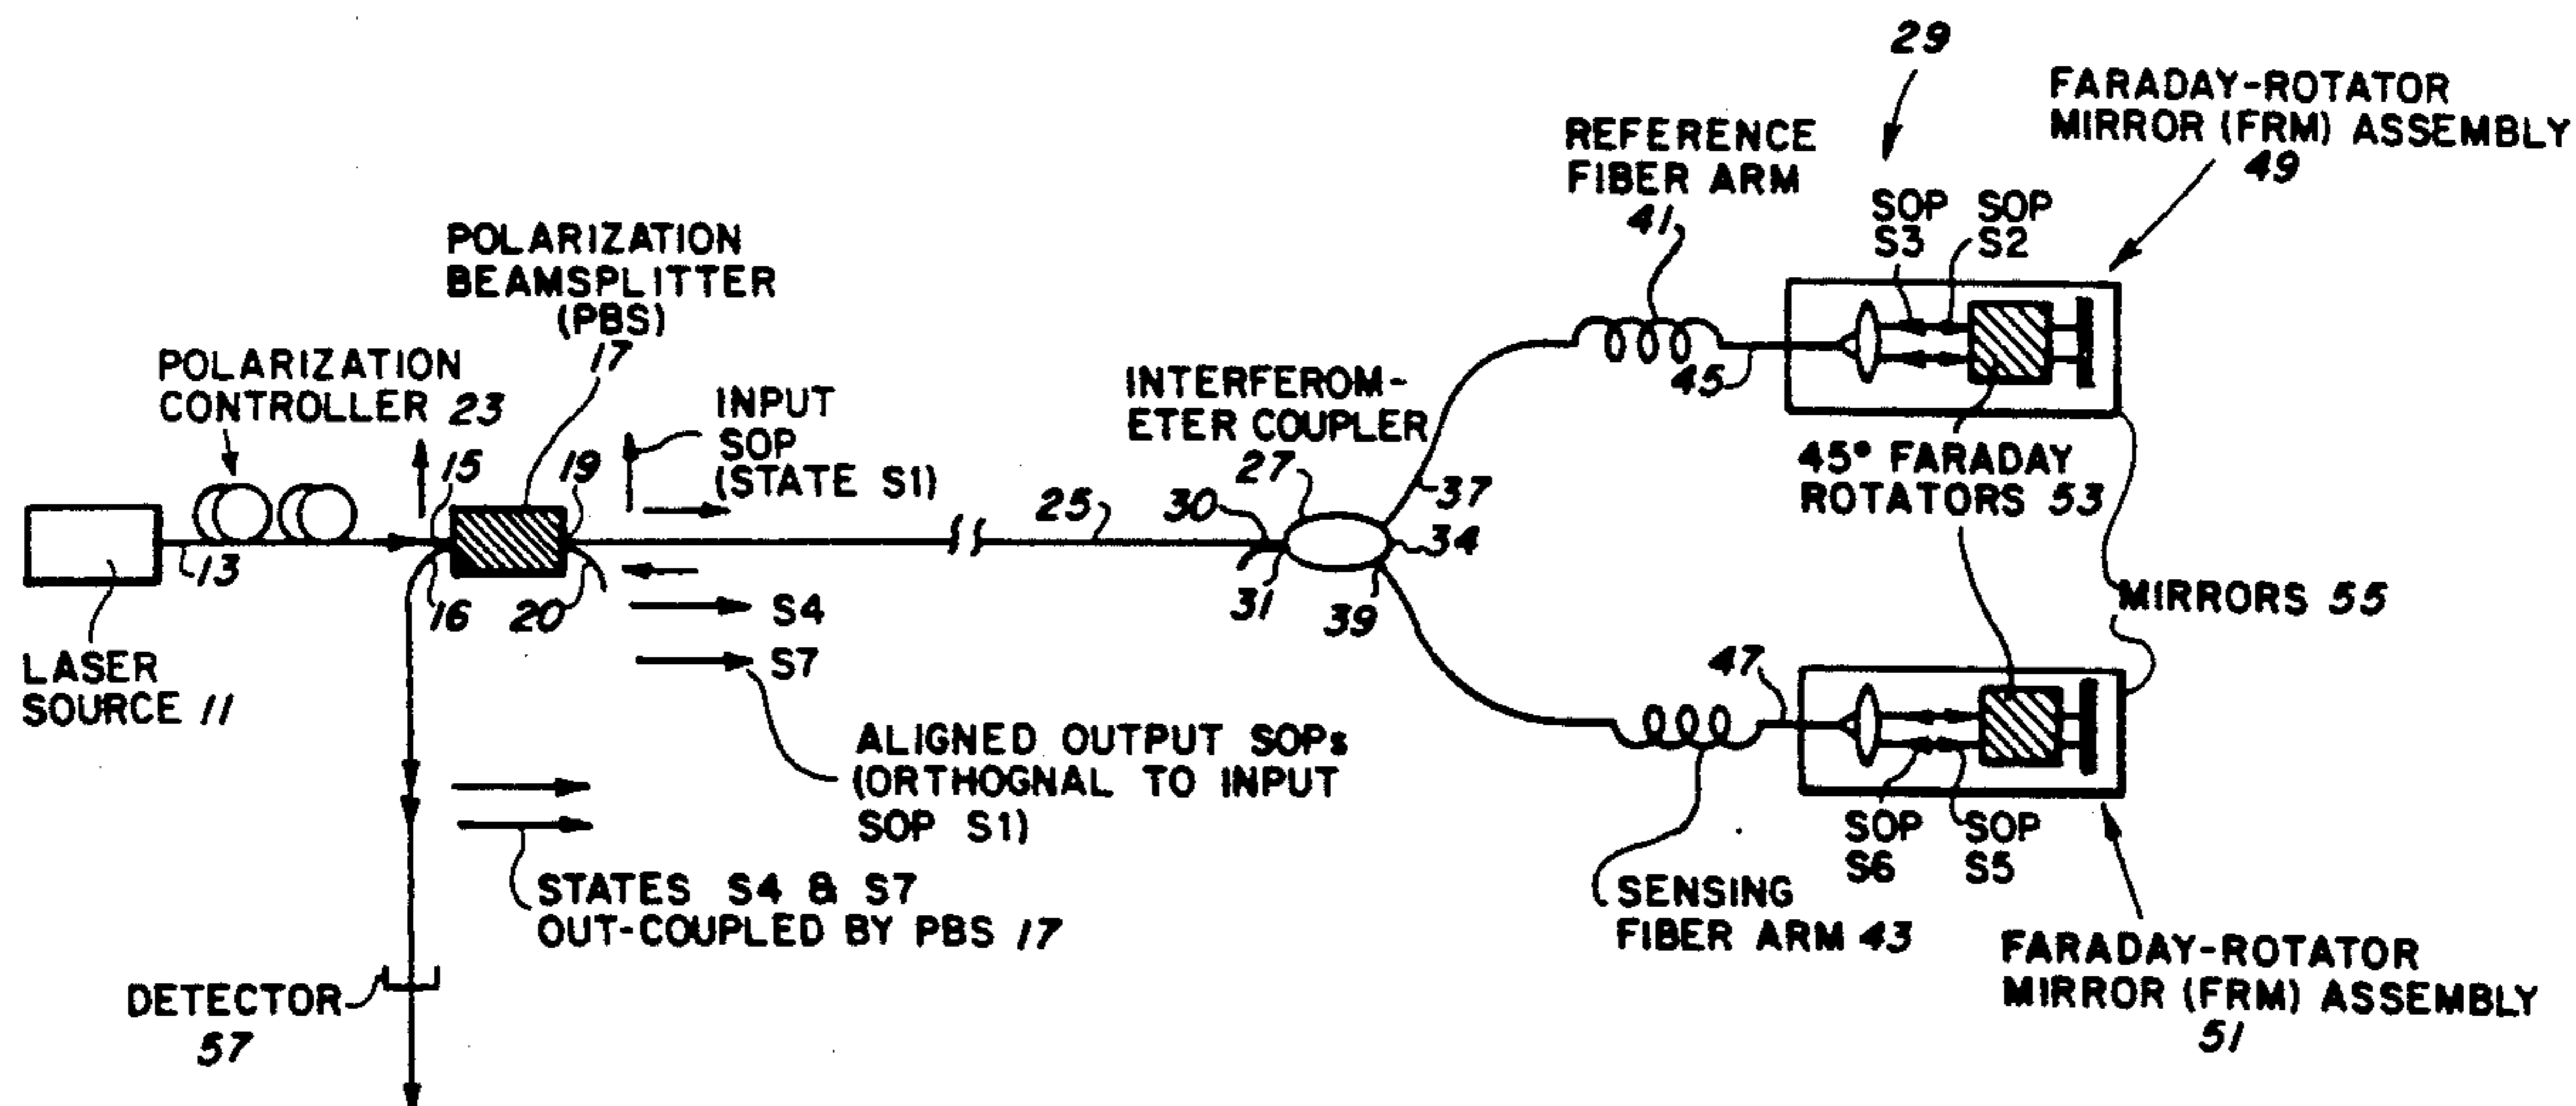 29
FARADAY-ROTATOR
MIRROR (FRM) ASSEMBLY
49
REFERENCE
FIBER ARM
41
SOP SOP
S3 S2
POLARIZATION
BEAMSPLITTER
(PBS)
17
POLARIZATION
CONTROLLER 23
15
19
INPUT
SOP
(STATE S1)
INTERFEROM-
ETER COUPLER
27
45
37
45° FARADAY
ROTATORS 53
13
25
30
34
16
20
31
39
S4
S7
MIRRORS 55
LASER
SOURCE 11
47
ALIGNED OUTPUT SOPs
(ORTHOGNAL TO INPUT
SOP S1)
SOP SOP
S6 S5
STATES S4 & S7
OUT-COUPLED BY PBS 17
SENSING
FIBER ARM 43
DETECTOR
57
FARADAY-ROTATOR
MIRROR (FRM) ASSEMBLY
51